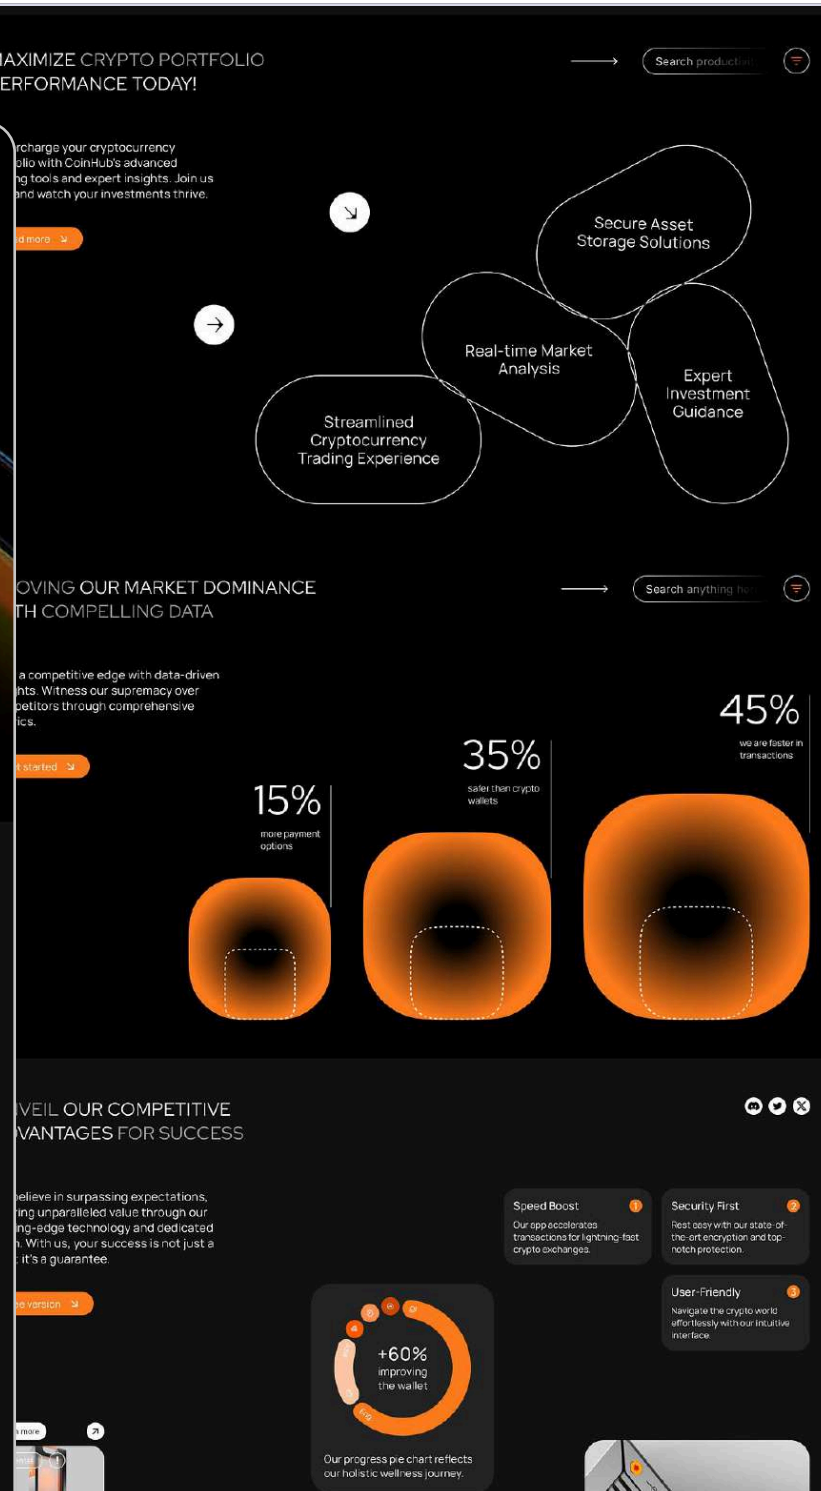 MAXIMIZE CRYPTO PORTFOLIO
PERFORMANCE TODAY!
Search productivit
rcharge your cryptocurrency
olio with CoinHub's advanced
ng tools and expert insights. Join us
and watch your investments thrive.
d more
Secure Asset
Storage Solutions
Real-time Market
Analysis
Expert
Investment
Guidance
Streamlined
Cryptocurrency
Trading Experience
OVING OUR MARKET DOMINANCE
TH COMPELLING DATA
Search anything her
a competitive edge with data-driven
hts. Witness our supremacy over
petitors through comprehensive
ics.
t started
45%
we are faster in
transactions
35%
safer then crypto
wallets
15%
more payment
options
VEIL OUR COMPETITIVE
VANTAGES FOR SUCCESS
believe in surpassing expectations,
ring unparalleled value through our
ing-edge technology and dedicated
n. With us, your success is not just a
; it's a guarantee.
ee version
Speed Boost 1
Our app accelerates
transactions for lightning-fast
crypto exchanges.
Security First 2
Rest easy with our state-of-
the-art encryption and top-
notch protection.
User-Friendly 3
Navigate the crypto world
effortlessly with our intuitive
interface.
+60%
improving
the wallet
Our progress pie chart reflects
our holistic wellness journey.
n more